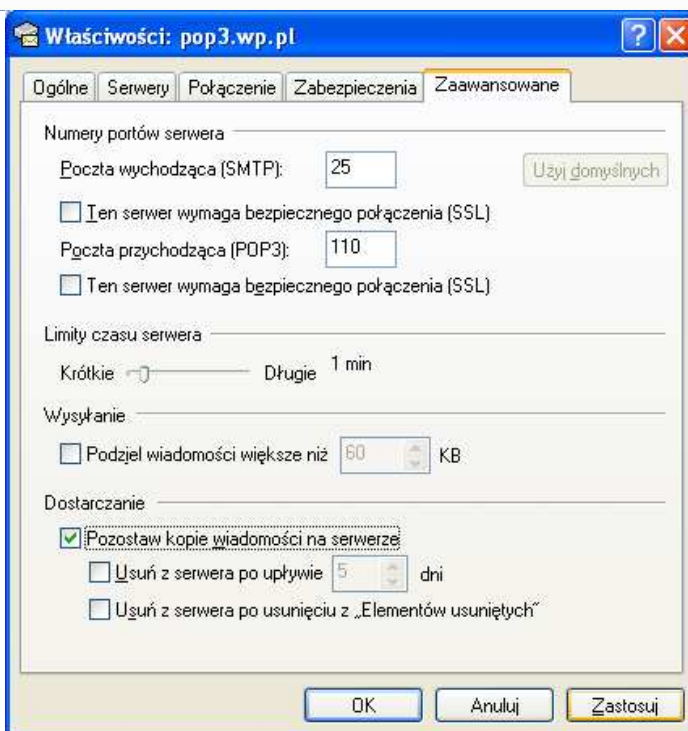 Właściwości: pop3.wp.pl
Ogólne Serwery Połączenie Zabezpieczenia Zaawansowane
Numery portów serwera
Poczta wychodząca (SMTP): 25 Użyj domyślnych
Ten serwer wymaga bezpiecznego połączenia (SSL)
Poczta przychodząca (POP3): 110
Ten serwer wymaga bezpiecznego połączenia (SSL)
Limity czasu serwera
Krótkie Długie 1 min
Wysyłanie
Podziel wiadomości większe niż 60 KB
Dostarczanie
Pozostaw kopie wiadomości na serwerze
Usuń z serwera po upływie 5 dni
Usuń z serwera po usunięciu z „Elementów usuniętych”
OK Anuluj Zastosuj